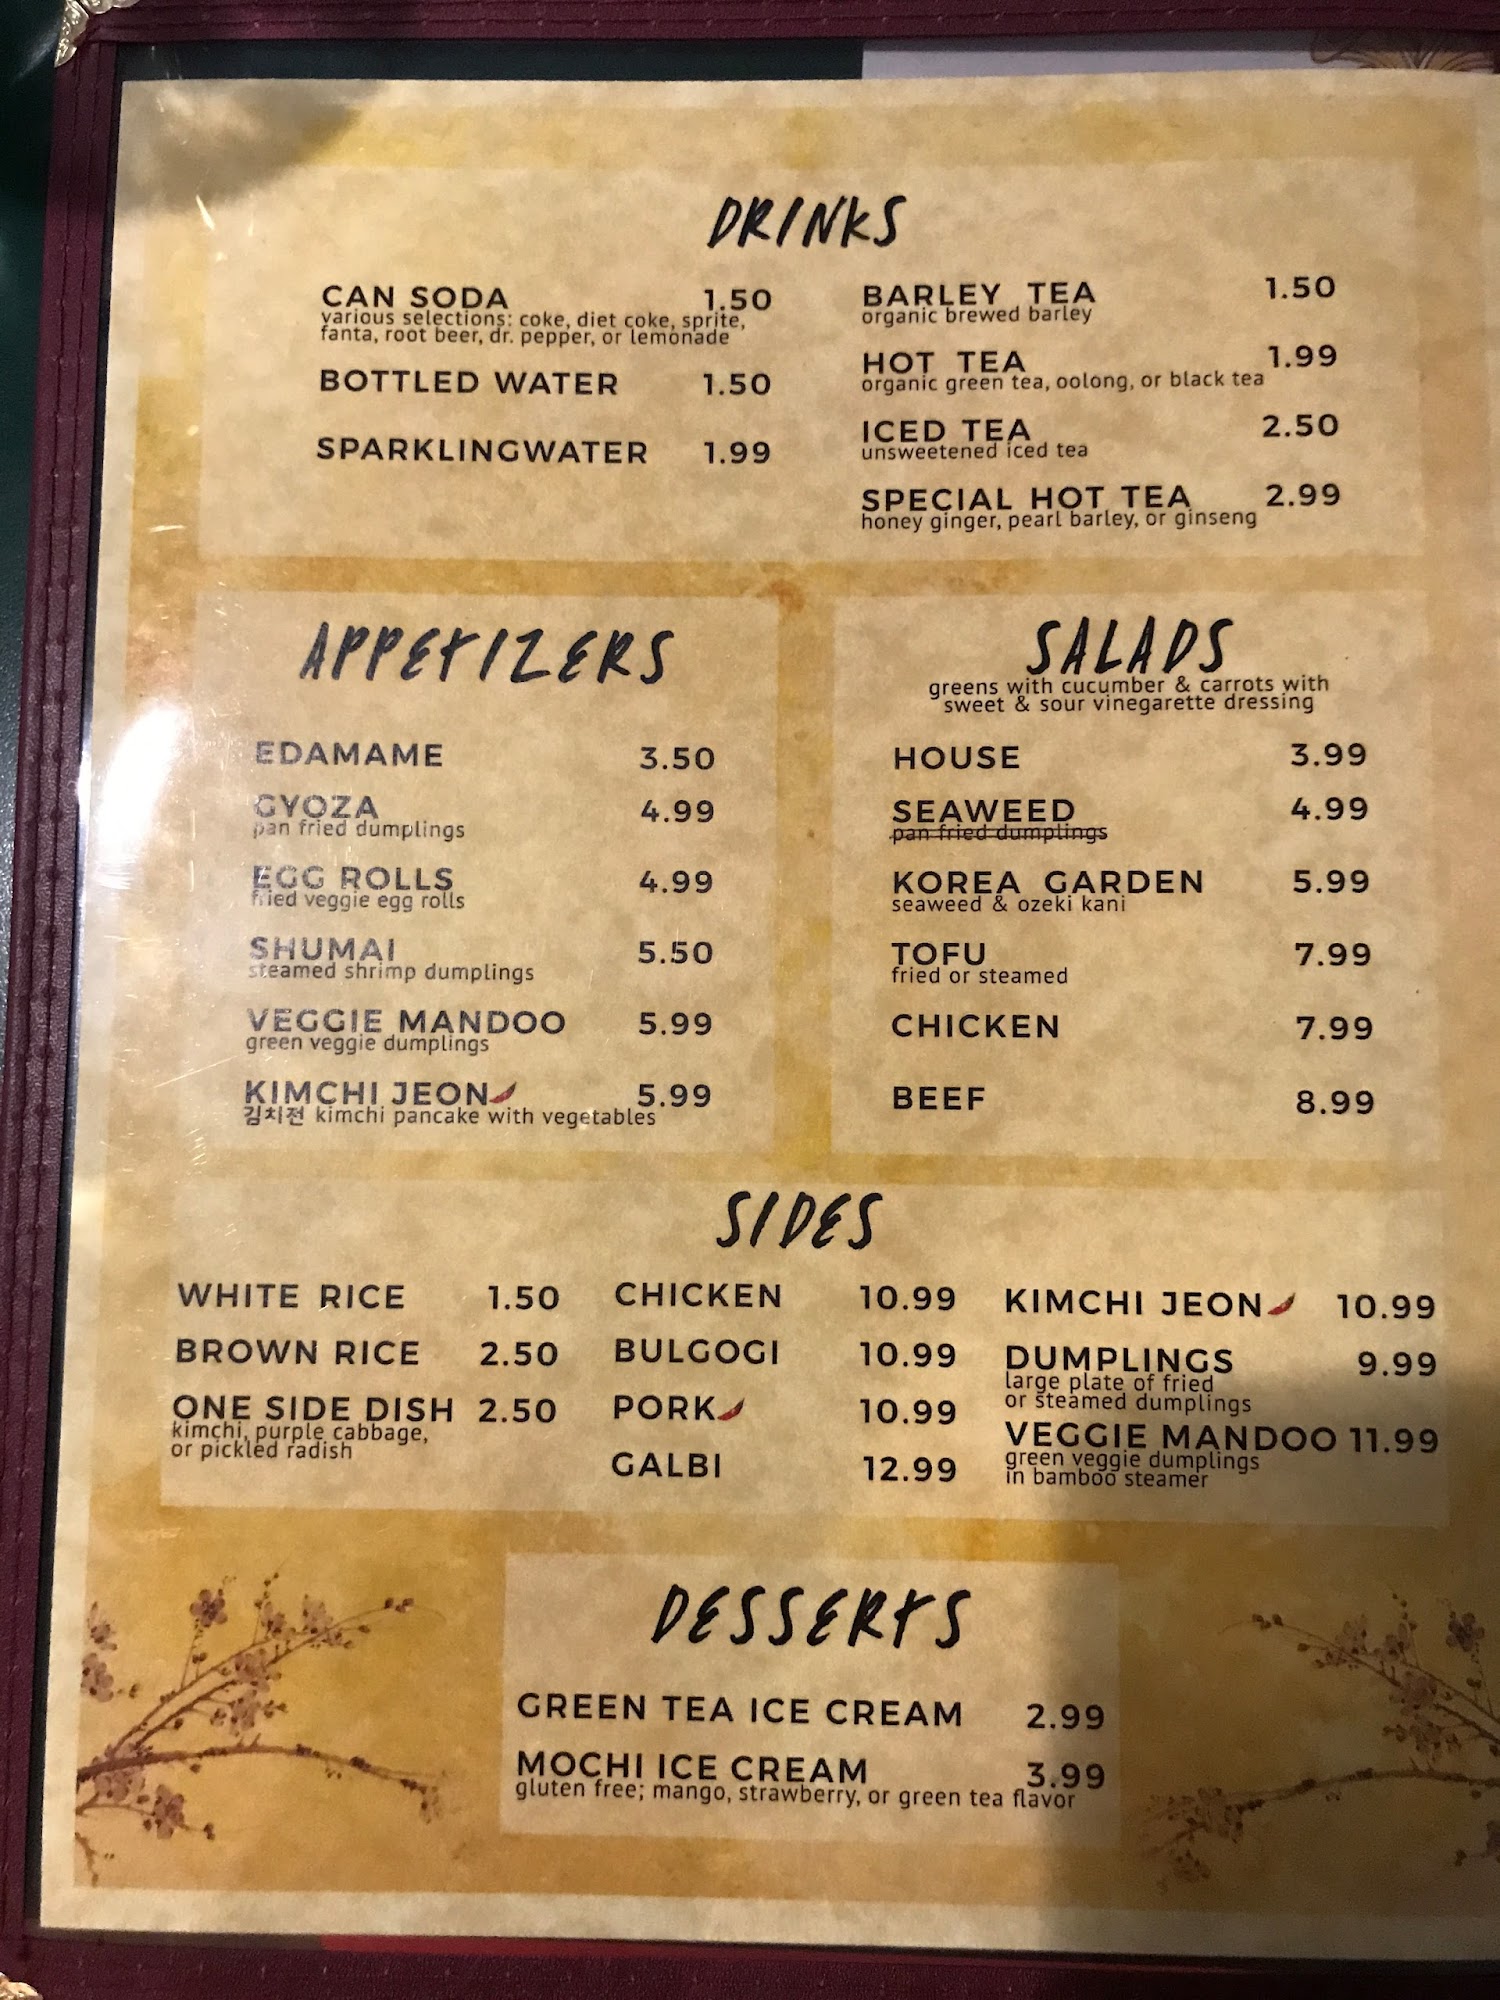 DRINKS
CAN SODA 1.50
various selections: coke, diet coke, sprite,
fanta, root beer, dr. pepper, or lemonade
BOTTLED WATER 1.50
SPARKLINGWATER 1.99
BARLEY TEA 1.50
organic brewed barley
HOT TEA 1.99
organic green tea, oolong, or black tea
ICED TEA 2.50
unsweetened iced tea
SPECIAL HOT TEA 2.99
honey ginger, pearl barley, or ginseng
APPETIZERS
EDAMAME 3.50
GYOZA 4.99
pan fried dumplings
EGG ROLLS 4.99
fried veggie egg rolls
SHUMAI 5.50
steamed shrimp dumplings
VEGGIE MANDOO 5.99
green veggie dumplings
KIMCHI JEON 5.99
김치전 kimchi pancake with vegetables
SALADS
greens with cucumber & carrots with
sweet & sour vinegarette dressing
HOUSE 3.99
SEAWEED 4.99
pan fried dumplings
KOREA GARDEN 5.99
seaweed & ozeki kani
TOFU 7.99
fried or steamed
CHICKEN 7.99
BEEF 8.99
SIDES
WHITE RICE 1.50
BROWN RICE 2.50
ONE SIDE DISH 2.50
kimchi, purple cabbage,
or pickled radish
CHICKEN 10.99
BULGOGI 10.99
PORK 10.99
GALBI 12.99
KIMCHI JEON 10.99
DUMPLINGS 9.99
large plate of fried
or steamed dumplings
VEGGIE MANDOO 11.99
green veggie dumplings
in bamboo steamer
DESSERTS
GREEN TEA ICE CREAM 2.99
MOCHI ICE CREAM 3.99
gluten free; mango, strawberry, or green tea flavor